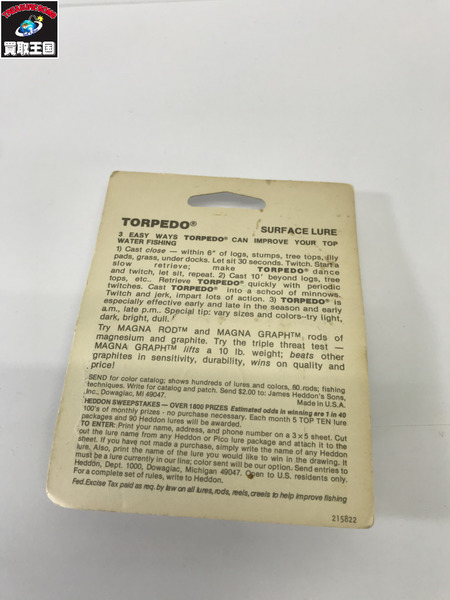 TREASURE KINGDOM
買取王国
TORPEDO® SURFACE LURE
3 EASY WAYS TORPEDO® CAN IMPROVE YOUR TOP
WATER FISHING
1) Cast close — within 6" of logs, stumps, tree tops, lily
pads, grass, under docks. Let sit 30 seconds. Twitch. Start a
slow retrieve; make TORPEDO® dance
and twitch, let sit, repeat. 2) Cast 10' beyond logs, tree
tops, etc.. Retrieve TORPEDO® quickly with periodic
twitches. Cast TORPEDO® into a school of minnows.
Twitch and jerk, impart lots of action. 3) TORPEDO® is
especially effective early and late in the season and early
a.m., late p.m.. Special tip: vary sizes and colors--try light,
dark, bright, dull.
Try MAGNA ROD™ and MAGNA GRAPH™ rods of
magnesium and graphite. Try the triple threat test —
MAGNA GRAPH™ lifts a 10 lb. weight; beats other
graphites in sensitivity, durability, wins on quality and
price!
SEND for color catalog; shows hundreds of lures and colors, 60 rods; fishing
techniques. Write for catalog and patch. Send $2.00 to: James Heddon's Sons,
Inc., Dowagiac, MI 49047. Made in U.S.A.
HEDDON SWEEPSTAKES — OVER 1800 PRIZES Estimated odds in winning are 1 in 40
100's of monthly prizes - no purchase necessary. Each month 5 TOP TEN lure
packages and 90 Heddon lures will be awarded.
TO ENTER: Print your name, address, and phone number on a 3 × 5 sheet. Cut
out the lure name from any Heddon or Pico lure package and attach it to the
sheet. If you have not made a purchase, simply write the name of any Heddon
lure, Also, print the name of the lure you would like to win in the drawing. It
must be a lure currently in our line; color sent will be our option. Send entries to
Heddon, Dept. 1000, Dowagiac, Michigan 49047. Open to U.S. residents only.
For a complete set of rules, write to Heddon.
Fed. Excise Tax paid as req. by law on all lures, rods, reels, creels to help improve fishing
215822